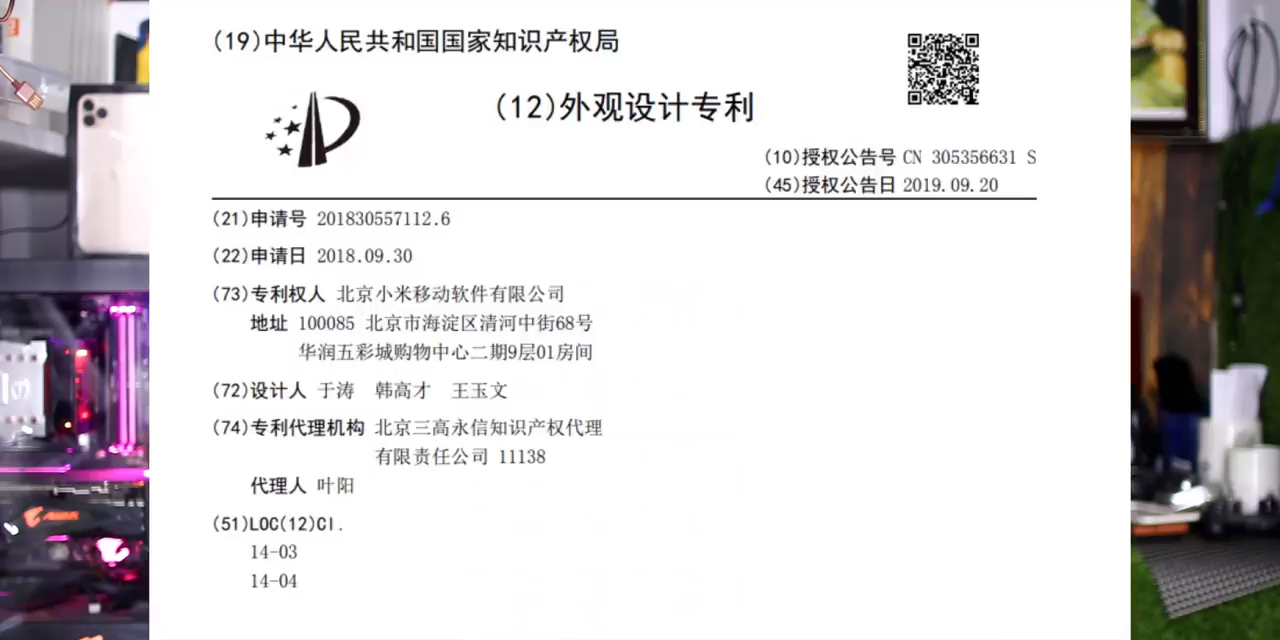 (19)中华人民共和国国家知识产权局
(12)外观设计专利
(10)授权公告号 CN 305356631 S
(45)授权公告日 2019.09.20
(21)申请号 201830557112.6
(22)申请日 2018.09.30
(73)专利权人 北京小米移动软件有限公司
地址 100085 北京市海淀区清河中街68号
华润五彩城购物中心二期9层01房间
(72)设计人 于涛 韩高才 王玉文
(74)专利代理机构 北京三高永信知识产权代理
有限责任公司 11138
代理人 叶阳
(51)LOC(12)Cl.
14-03
14-04